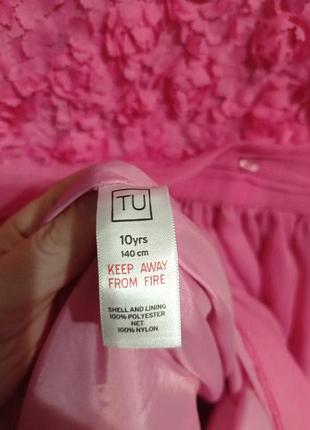 TU
10yrs
140 cm
KEEP AWAY
FROM FIRE
SHELL AND LINING
100% POLYESTER
NET
100% NYLON